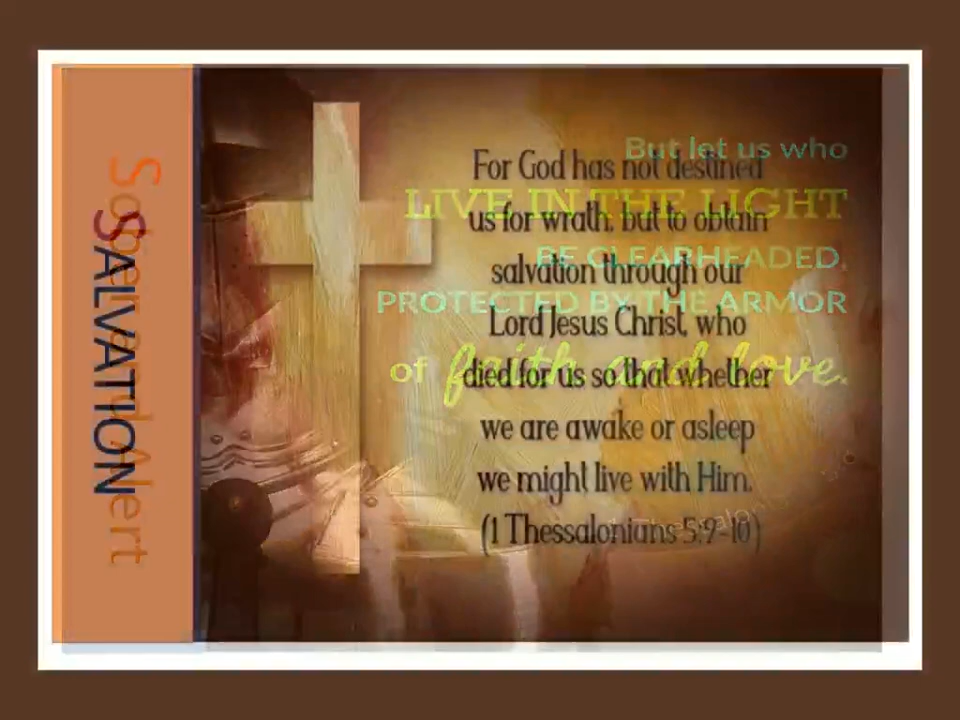 Sober and Alert
SALVATION
But let us who
LIVE IN THE LIGHT
BE CLEARHEADED,
PROTECTED BY THE ARMOR
of faith and love.
For God has not destined
us for wrath, but to obtain
salvation through our
Lord Jesus Christ, who
died for us so that whether
we are awake or asleep
we might live with Him.
(1 Thessalonians 5:9-10)